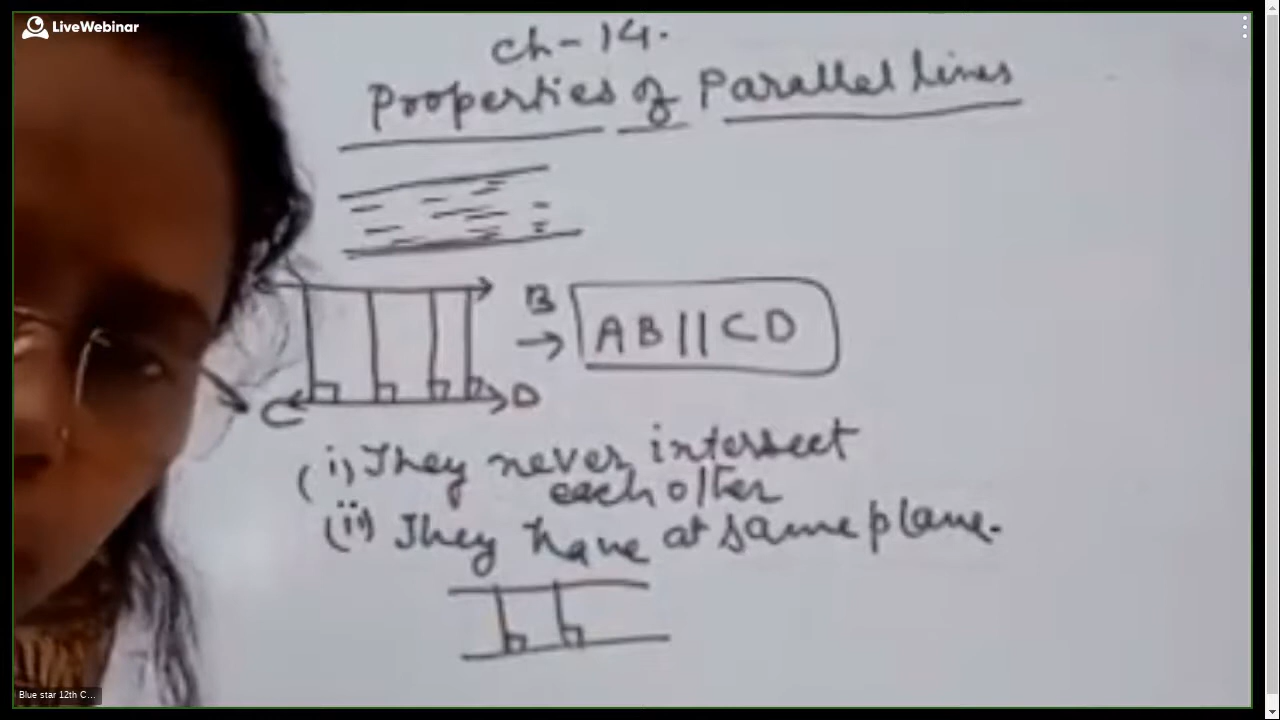 LiveWebinar
Ch-14.
Properties of Parallel lines
B
AB||CD
C
D
(i) They never intersect
each other
(ii) They have at same plane.
Blue star 12th C...